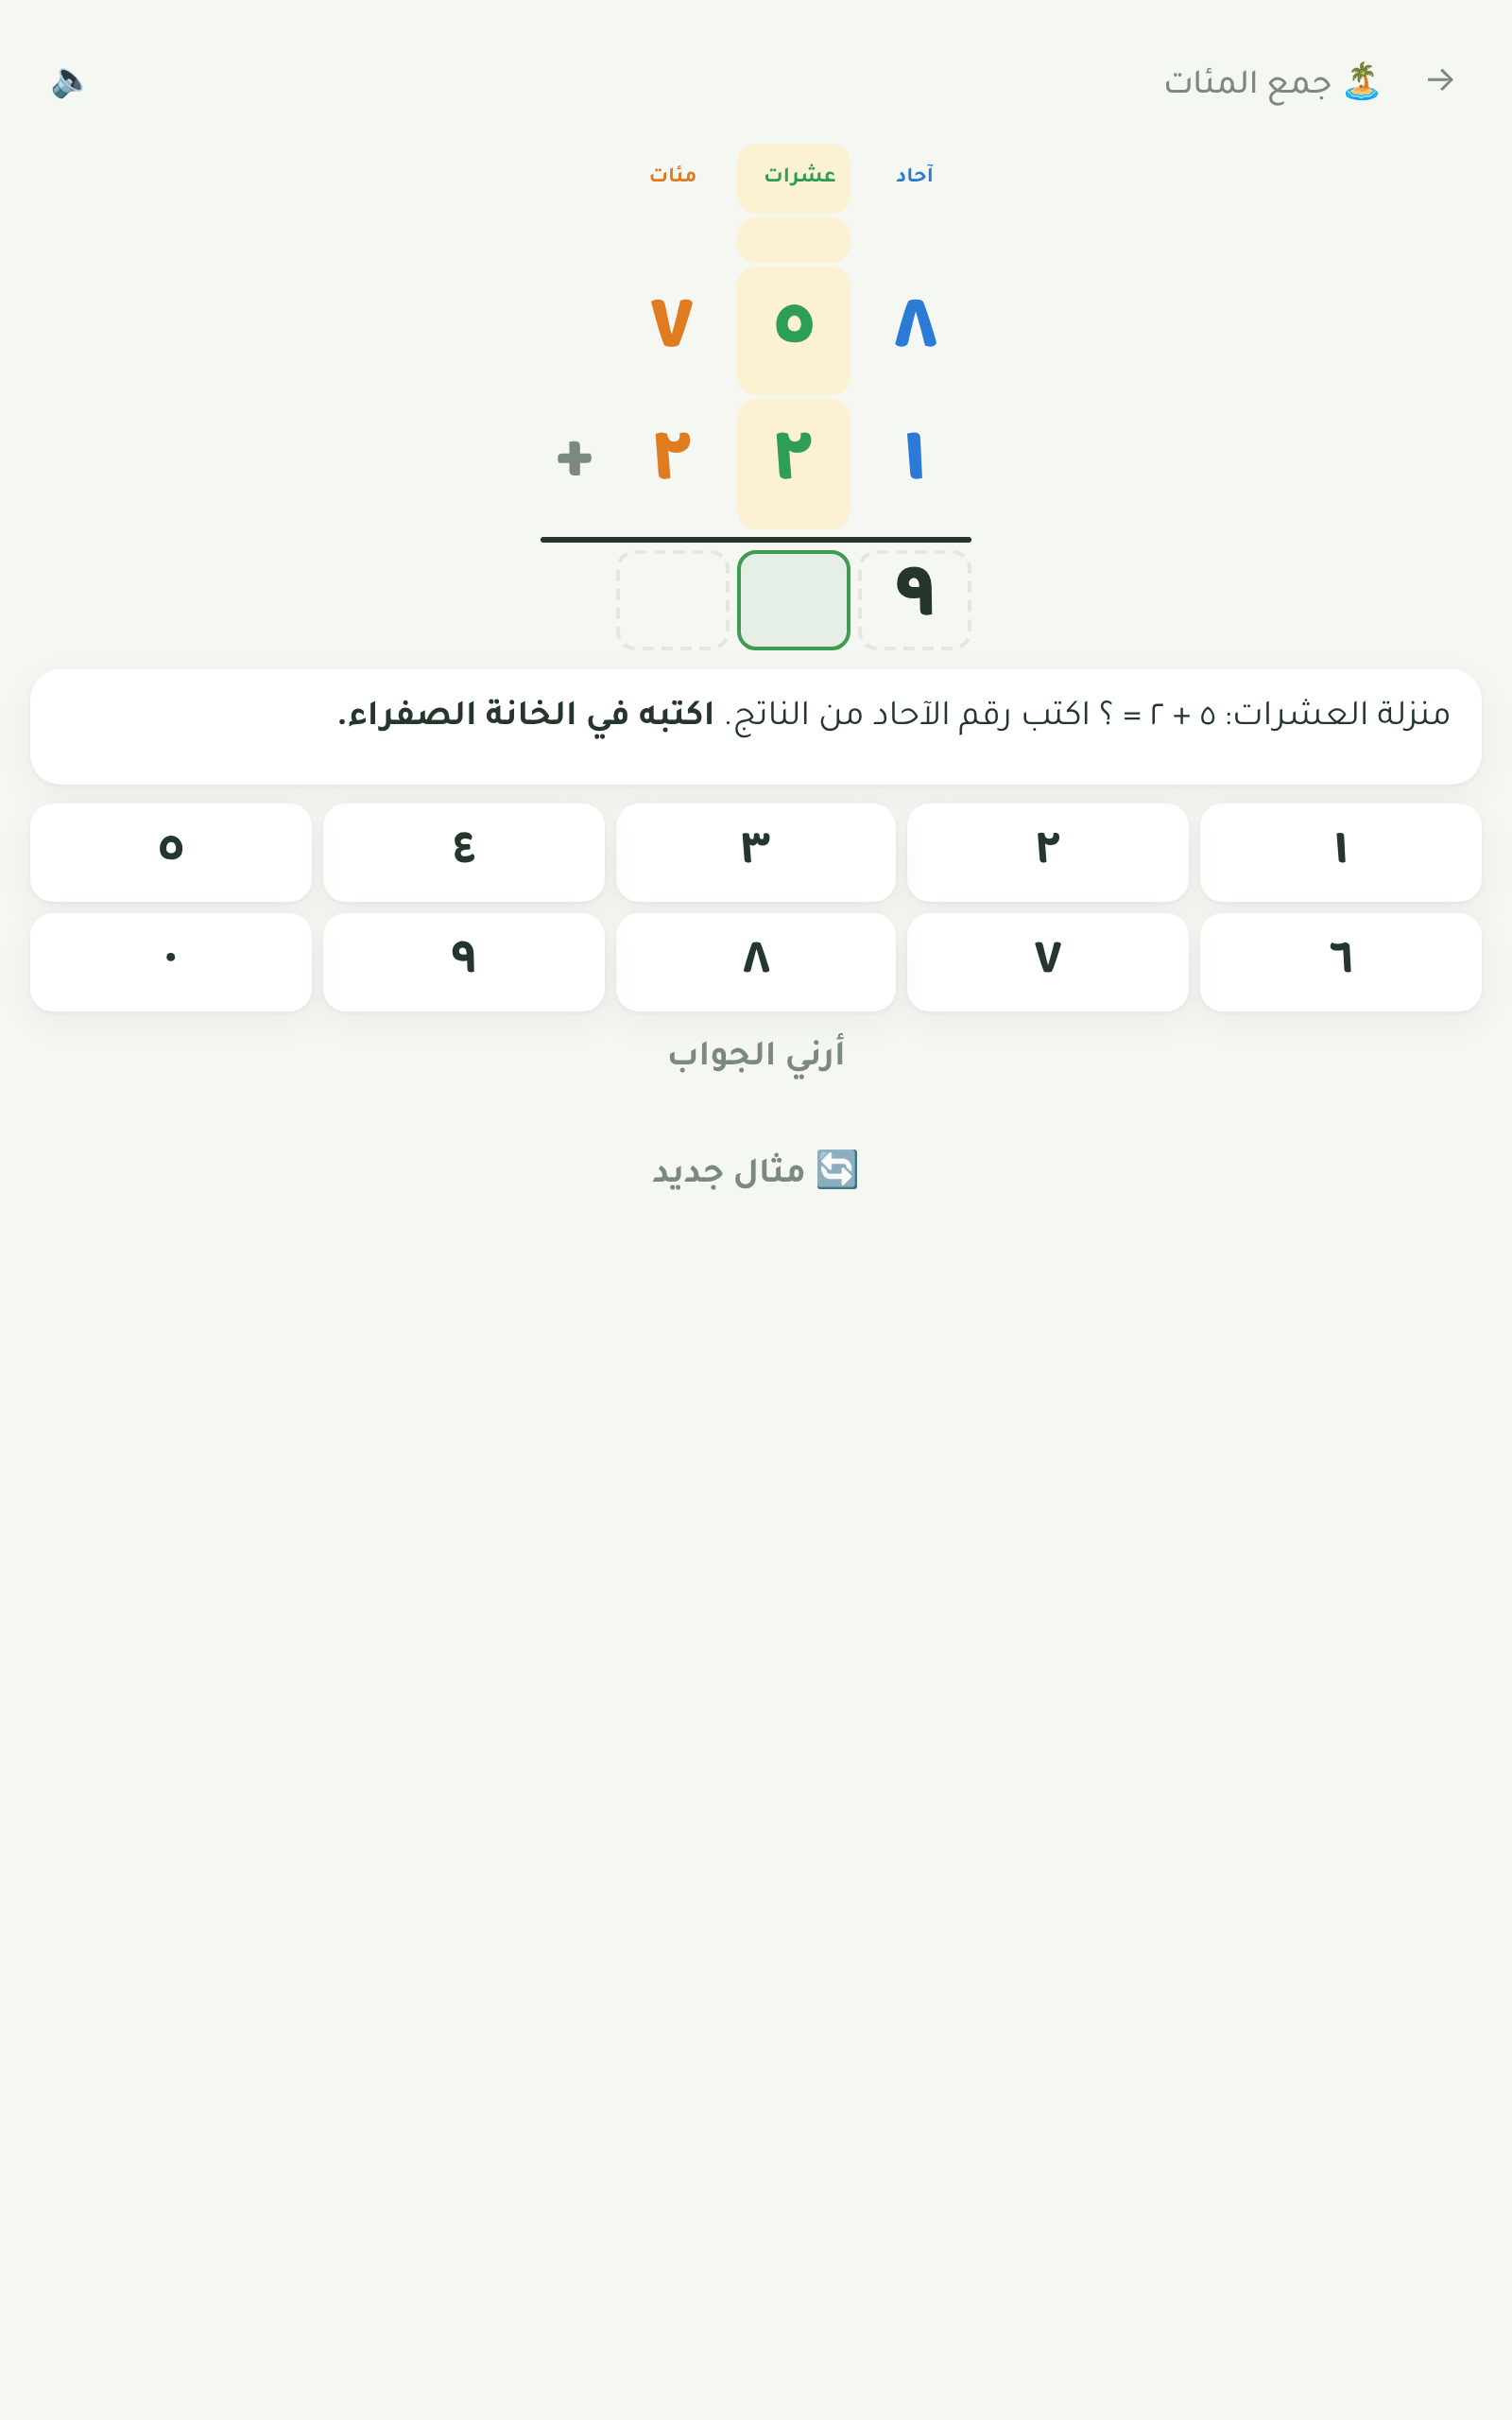 → 🏝️ جمع المئات 🔈
آحاد عشرات مئات
٨ ٥ ٧
١ ٢ ٢ +
٩
منزلة العشرات: ٥ + ٢ = ؟ اكتب رقم الآحاد من الناتج. اكتبه في الخانة الصفراء.
١ ٢ ٣ ٤ ٥
٦ ٧ ٨ ٩ ٠
أرني الجواب
🔄 مثال جديد